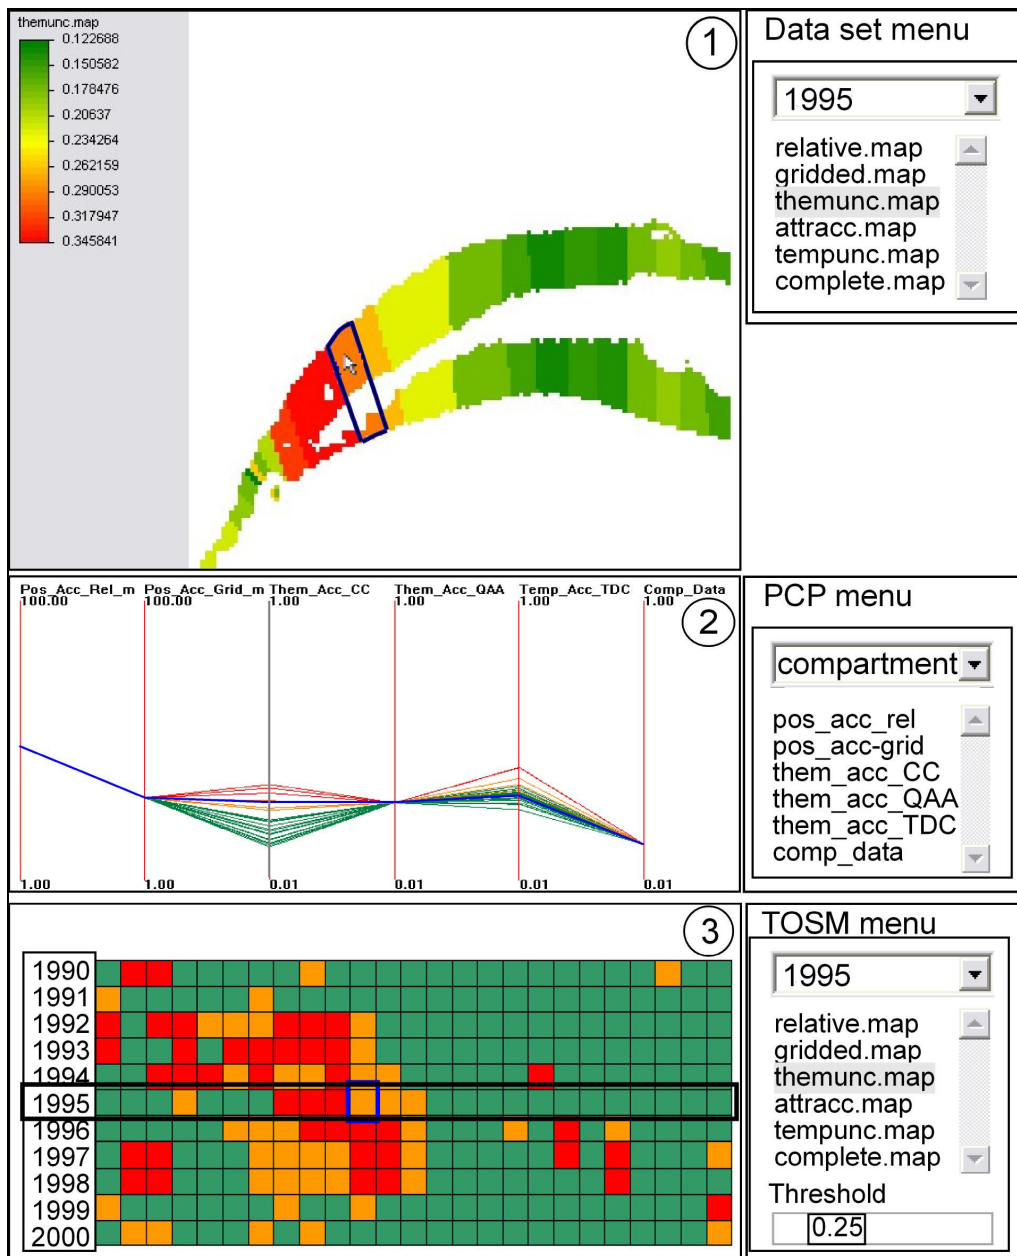 themunc.map
0.122688
0.150582
0.178476
0.20637
0.234264
0.262159
0.290053
0.317947
0.345841
1
Data set menu
1995
relative.map
gridded.map
themunc.map
attracc.map
tempunc.map
complete.map
Pos_Acc_Rel_m Pos_Acc_Grid_m Them_Acc_CC Them_Acc_QAA Temp_Acc_TDC Comp_Data
100.00 100.00 1.00 1.00 1.00 1.00
2
1.00 1.00 0.01 0.01 0.01 0.01
PCP menu
compartment
pos_acc_rel
pos_acc-grid
them_acc_CC
them_acc_QAA
them_acc_TDC
comp_data
3
1990
1991
1992
1993
1994
1995
1996
1997
1998
1999
2000
TOSM menu
1995
relative.map
gridded.map
themunc.map
attracc.map
tempunc.map
complete.map
Threshold
0.25